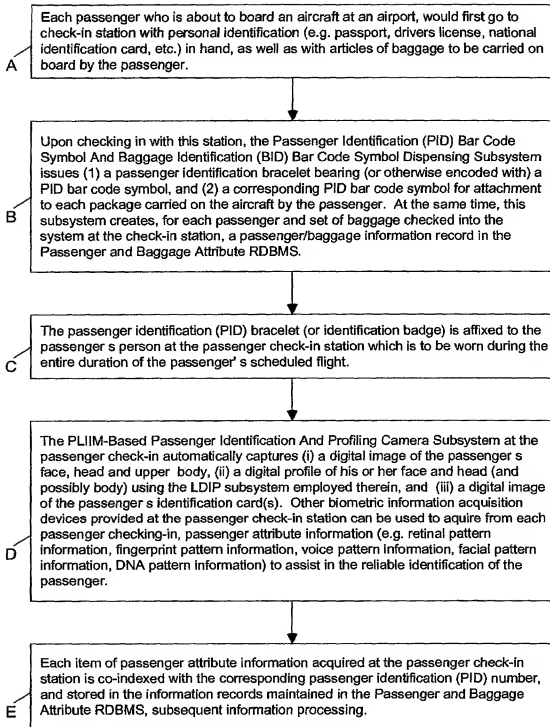 Each passenger who is about to board an aircraft at an airport, would first go to
check-in station with personal identification (e.g. passport, drivers license, national
identification card, etc.) in hand, as well as with articles of baggage to be carried on
board by the passenger.
A
Upon checking in with this station, the Passenger Identification (PID) Bar Code
Symbol And Baggage Identification (BID) Bar Code Symbol Dispensing Subsystem
issues (1) a passenger identification bracelet bearing (or otherwise encoded with) a
PID bar code symbol, and (2) a corresponding PID bar code symbol for attachment
to each package carried on the aircraft by the passenger. At the same time, this
subsystem creates, for each passenger and set of baggage checked into the
system at the check-in station, a passenger/baggage information record in the
Passenger and Baggage Attribute RDBMS.
B
The passenger identification (PID) bracelet (or identification badge) is affixed to the
passenger s person at the passenger check-in station which is to be worn during the
entire duration of the passenger' s scheduled flight.
C
The PLIIM-Based Passenger Identification And Profiling Camera Subsystem at the
passenger check-in automatically captures (i) a digital image of the passenger s
face, head and upper body, (ii) a digital profile of his or her face and head (and
possibly body) using the LDIP subsystem employed therein, and (iii) a digital image
of the passenger s identification card(s). Other biometric information acquisition
devices provided at the passenger check-in station can be used to aquire from each
passenger checking-in, passenger attribute information (e.g. retinal pattern
information, fingerprint pattern information, voice pattern information, facial pattern
information, DNA pattern information) to assist in the reliable identification of the
passenger.
D
Each item of passenger attribute information acquired at the passenger check-in
station is co-indexed with the corresponding passenger identification (PID) number,
and stored in the information records maintained in the Passenger and Baggage
Attribute RDBMS, subsequent information processing.
E